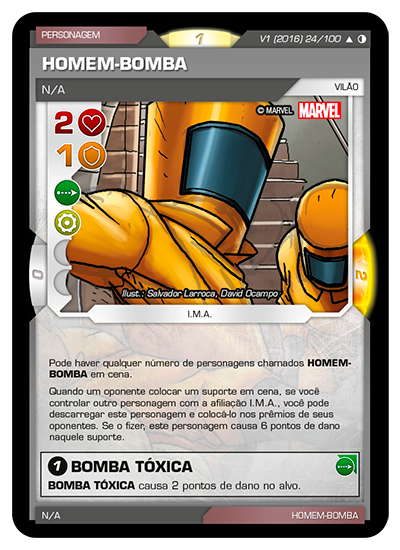 PERSONAGEM
1
V1 (2016) 24/100
HOMEM-BOMBA
N/A
VILÃO
© MARVEL MARVEL
2
1
0
2
Ilust.: Salvador Larroca, David Ocampo
I.M.A.
Pode haver qualquer número de personagens chamados HOMEM-
BOMBA em cena.
Quando um oponente colocar um suporte em cena, se você
controlar outro personagem com a afiliação I.M.A., você pode
descarregar este personagem e colocá-lo nos prêmios de seus
oponentes. Se o fizer, este personagem causa 6 pontos de dano
naquele suporte.
1 BOMBA TÓXICA
BOMBA TÓXICA causa 2 pontos de dano no alvo.
N/A
HOMEM-BOMBA